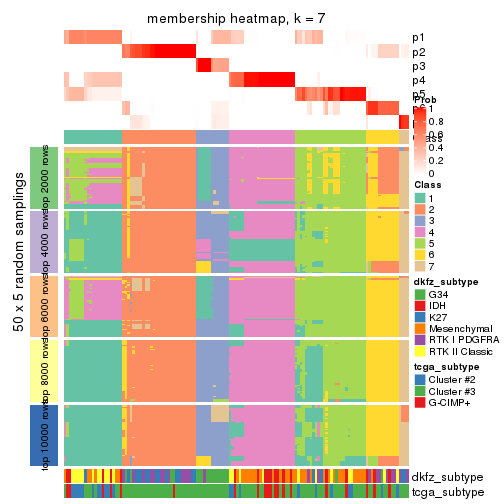 membership heatmap, k = 7
p1
p2
p3
p4
p5
p7
50 x 5 random samplings
top 2000 rows
top 4000 rows
top 6000 rows
top 8000 rows
top 10000 rows
Prob
1
0.8
0.6
0.4
0.2
0
Class
Class
1
2
3
4
5
6
7
dkfz_subtype
G34
IDH
K27
Mesenchymal
RTK I PDGFRA
RTK II Classic
tcga_subtype
Cluster #2
Cluster #3
G-CIMP+
dkfz_subtype
tcga_subtype